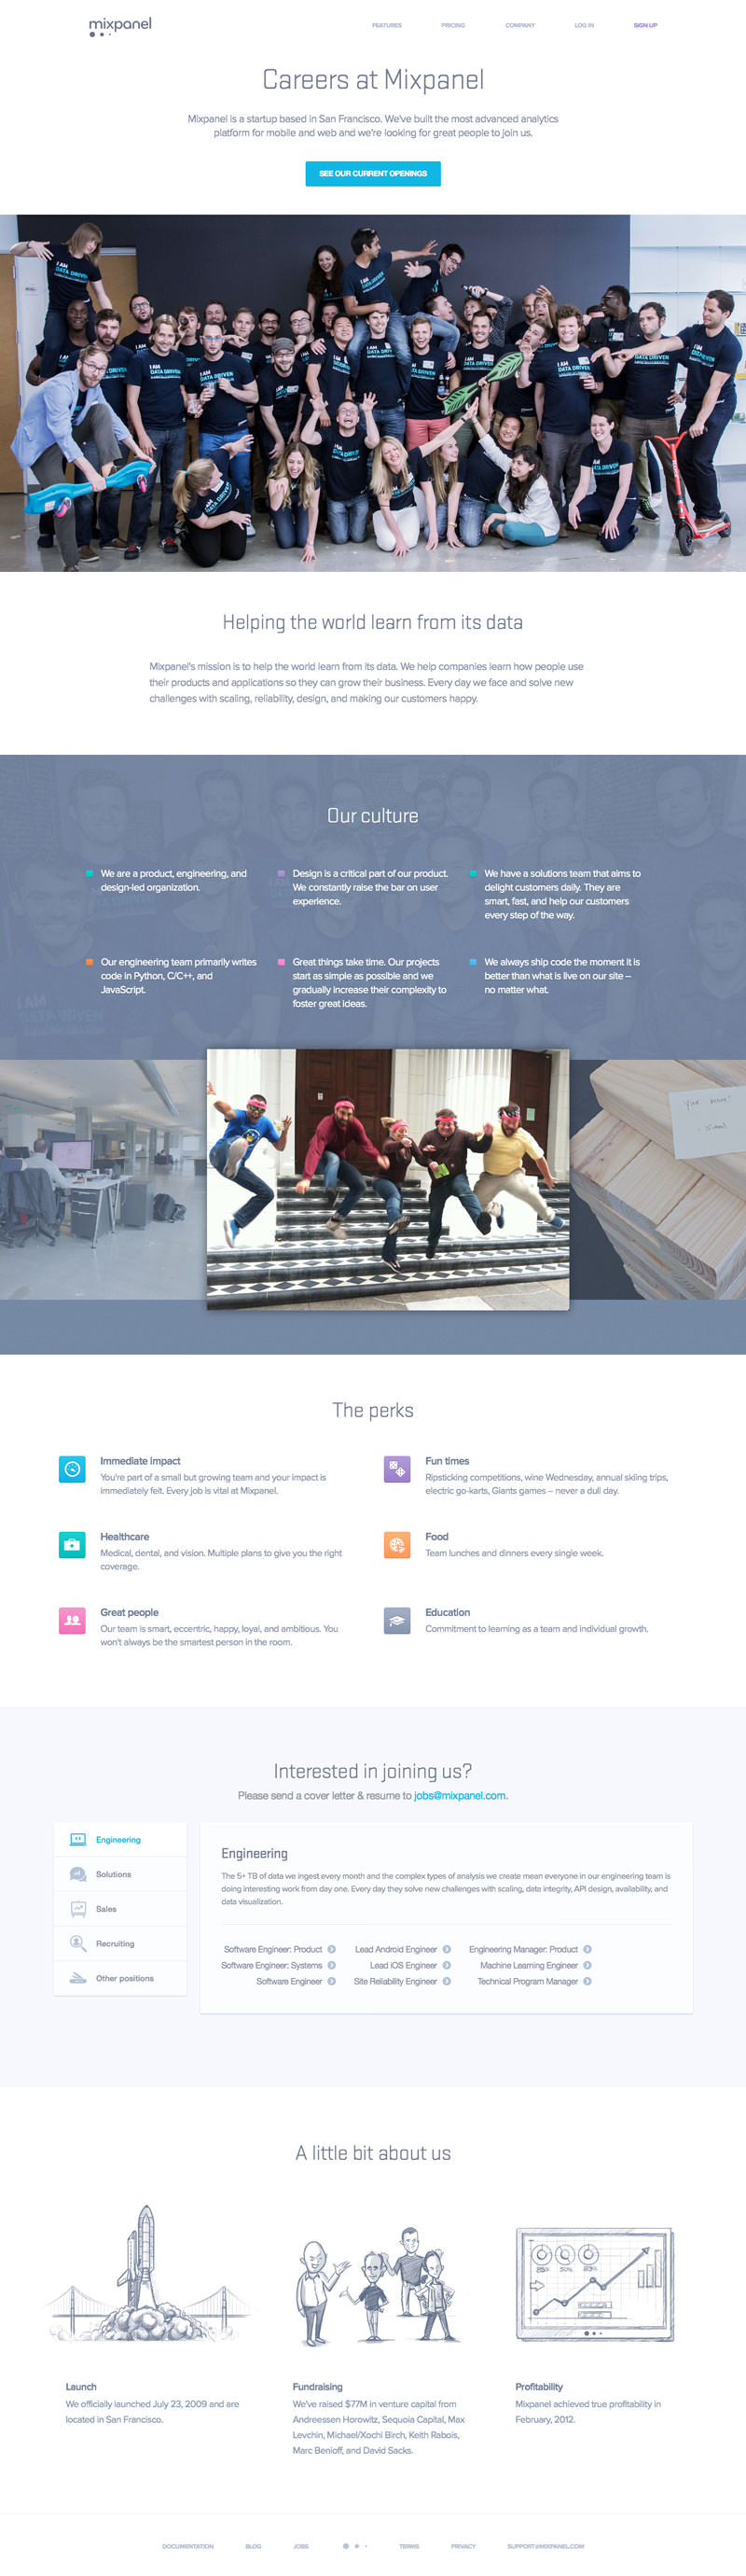 mixpanel
FEATURES PRICING COMPANY LOG IN SIGN UP
Careers at Mixpanel
Mixpanel is a startup based in San Francisco. We've built the most advanced analytics
platform for mobile and web and we're looking for great people to join us.
SEE OUR CURRENT OPENINGS
I AM
DATA DRIVEN
I AM
DATA DRIVEN
I AM
DATA DRIVEN
I AM
DATA DRIVEN
Helping the world learn from its data
Mixpanel's mission is to help the world learn from its data. We help companies learn how people use
their products and applications so they can grow their business. Every day we face and solve new
challenges with scaling, reliability, design, and making our customers happy.
Our culture
We are a product, engineering, and
design-led organization.
Design is a critical part of our product.
We constantly raise the bar on user
experience.
We have a solutions team that aims to
delight customers daily. They are
smart, fast, and help our customers
every step of the way.
Our engineering team primarily writes
code in Python, C/C++, and
JavaScript.
Great things take time. Our projects
start as simple as possible and we
gradually increase their complexity to
foster great ideas.
We always ship code the moment it is
better than what is live on our site –
no matter what.
I AM
DATA DRIVEN
The perks
Immediate impact
You're part of a small but growing team and your impact is
immediately felt. Every job is vital at Mixpanel.
Fun times
Ripsticking competitions, wine Wednesday, annual skiing trips,
electric go-karts, Giants games – never a dull day.
Healthcare
Medical, dental, and vision. Multiple plans to give you the right
coverage.
Food
Team lunches and dinners every single week.
Great people
Our team is smart, eccentric, happy, loyal, and ambitious. You
won't always be the smartest person in the room.
Education
Commitment to learning as a team and individual growth.
Interested in joining us?
Please send a cover letter & resume to jobs@mixpanel.com.
Engineering
Solutions
Sales
Recruiting
Other positions
Engineering
The 5+ TB of data we ingest every month and the complex types of analysis we create mean everyone in our engineering team is
doing interesting work from day one. Every day they solve new challenges with scaling, data integrity, API design, availability, and
data visualization.
Software Engineer: Product Lead Android Engineer Engineering Manager: Product
Software Engineer: Systems Lead iOS Engineer Machine Learning Engineer
Software Engineer Site Reliability Engineer Technical Program Manager
A little bit about us
Launch
We officially launched July 23, 2009 and are
located in San Francisco.
Fundraising
We've raised $77M in venture capital from
Andreessen Horowitz, Sequoia Capital, Max
Levchin, Michael/Xochi Birch, Keith Rabois,
Marc Benioff, and David Sacks.
Profitability
Mixpanel achieved true profitability in
February, 2012.
DOCUMENTATION BLOG JOBS TERMS PRIVACY SUPPORT@MIXPANEL.COM